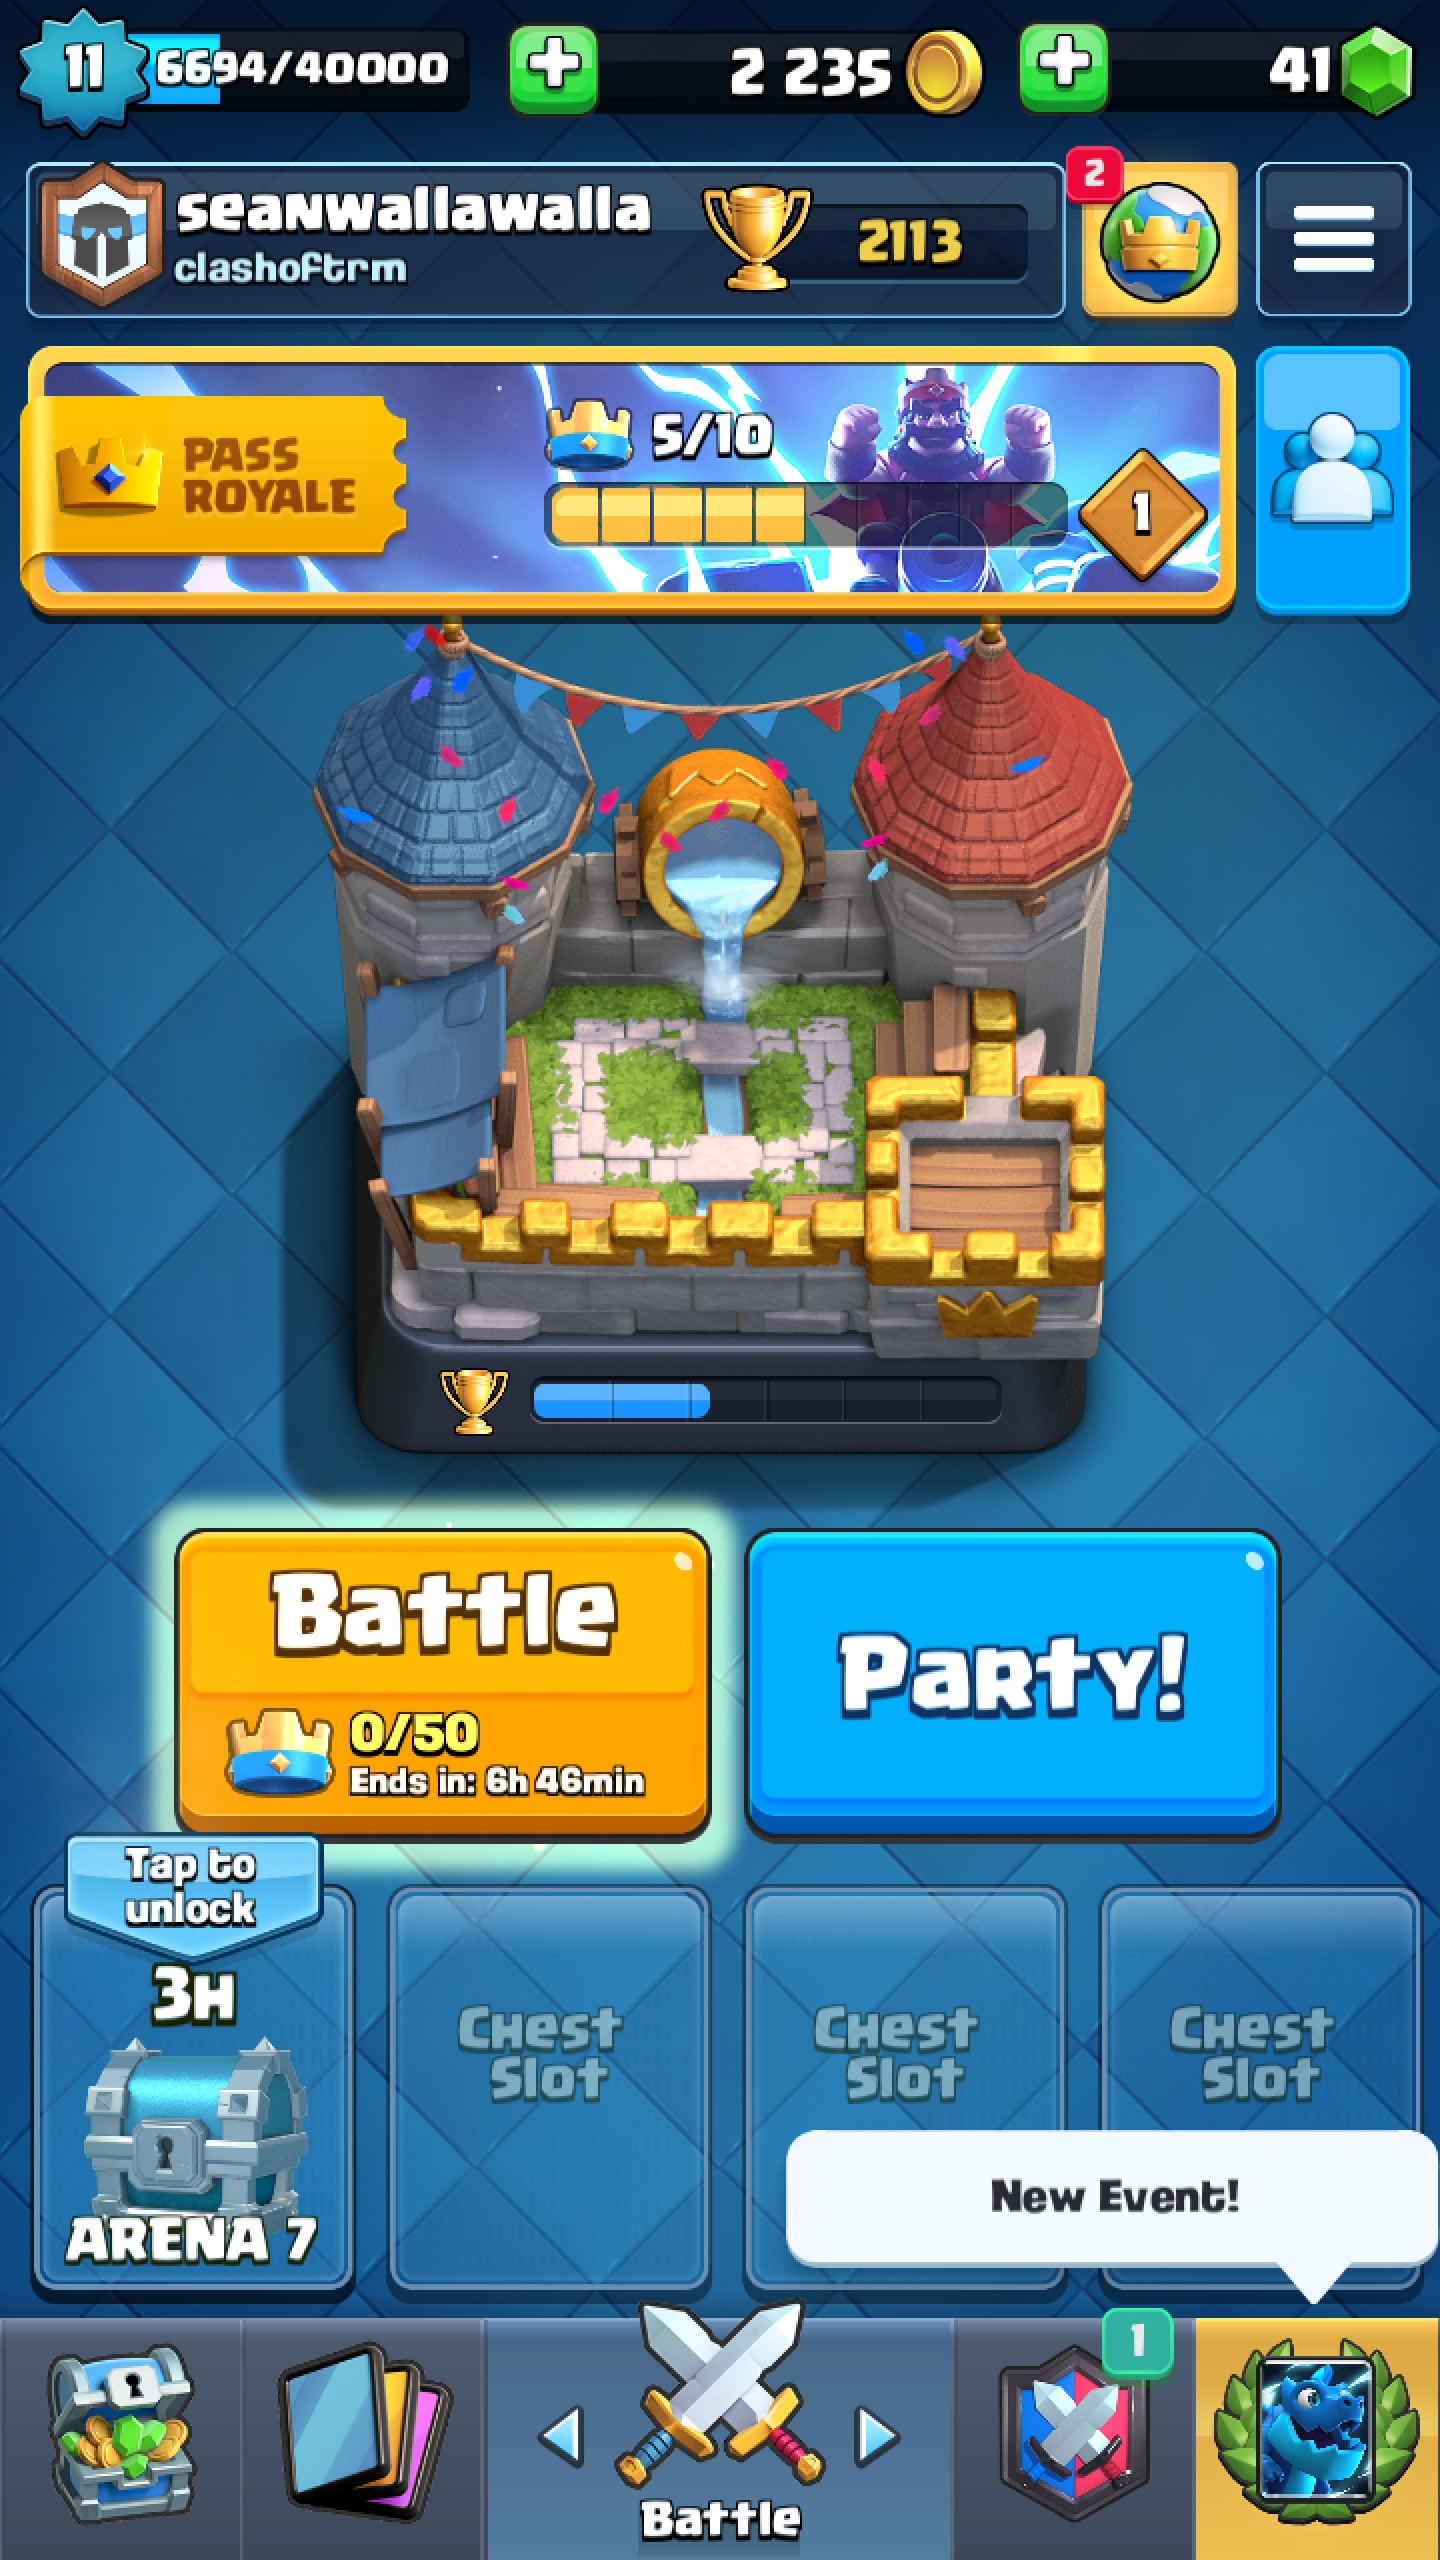 11
6694/40000
2 235
41
seanwallawalla
clashoftrm
2113
2
PASS
ROYALE
5/10
1
Battle
0/50
Ends in: 6h 46min
Party!
Tap to
unlock
3H
ARENA 7
Chest
Slot
Chest
Slot
Chest
Slot
New Event!
1
Battle